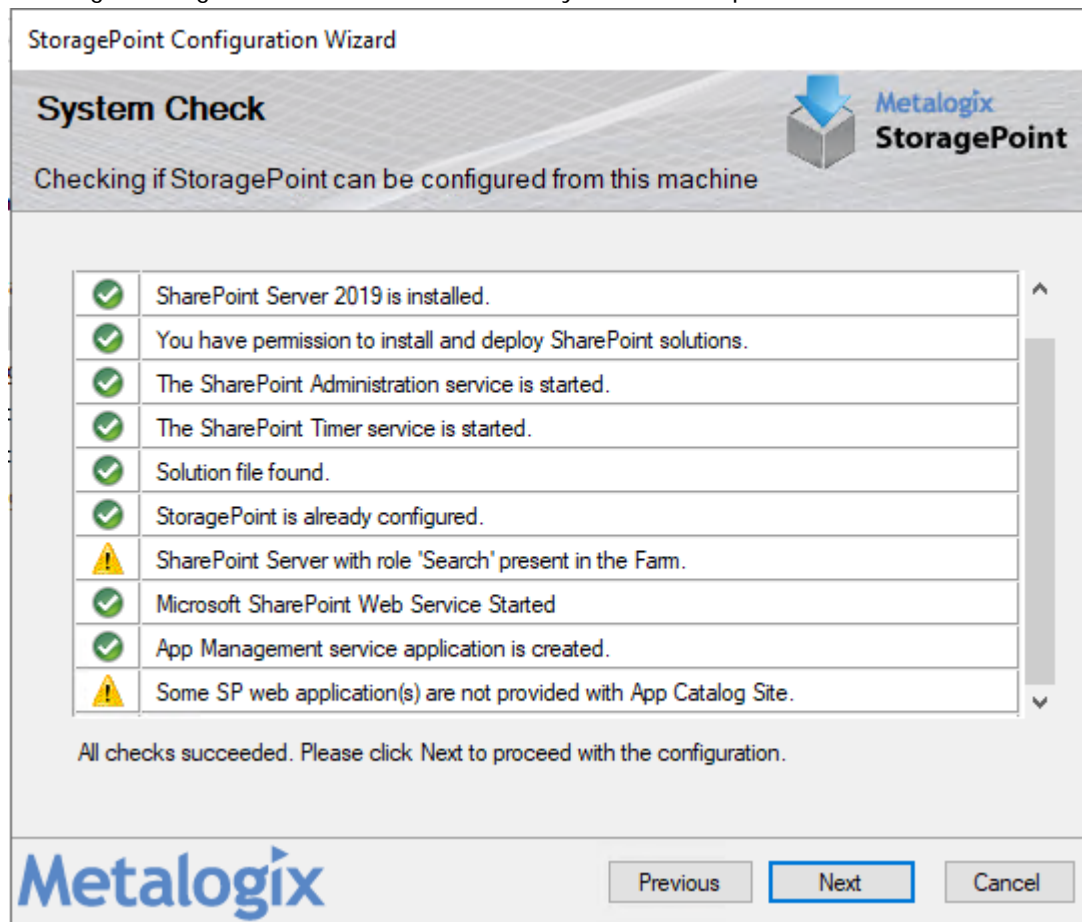 StoragePoint Configuration Wizard
System Check
Metalogix
StoragePoint
Checking if StoragePoint can be configured from this machine
SharePoint Server 2019 is installed.
You have permission to install and deploy SharePoint solutions.
The SharePoint Administration service is started.
The SharePoint Timer service is started.
Solution file found.
StoragePoint is already configured.
SharePoint Server with role 'Search' present in the Farm.
Microsoft SharePoint Web Service Started
App Management service application is created.
Some SP web application(s) are not provided with App Catalog Site.
All checks succeeded. Please click Next to proceed with the configuration.
Metalogix
Previous Next Cancel